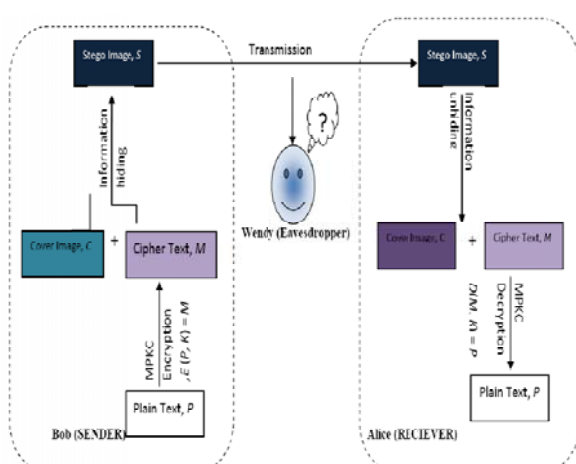 Stego Image, S
Transmission
Stego Image, S
Information
hiding
?
Information
unhiding
Wendy (Eavesdropper)
Cover Image, C
+
Cipher Text, M
Cover Image, C
+
Cipher Text, M
MPKC
Encryption
, E (P, K) = M
MPKC
Decryption
D(M, K) = P
Plain Text, P
Plain Text, P
Bob (SENDER)
Alice (RECIEVER)